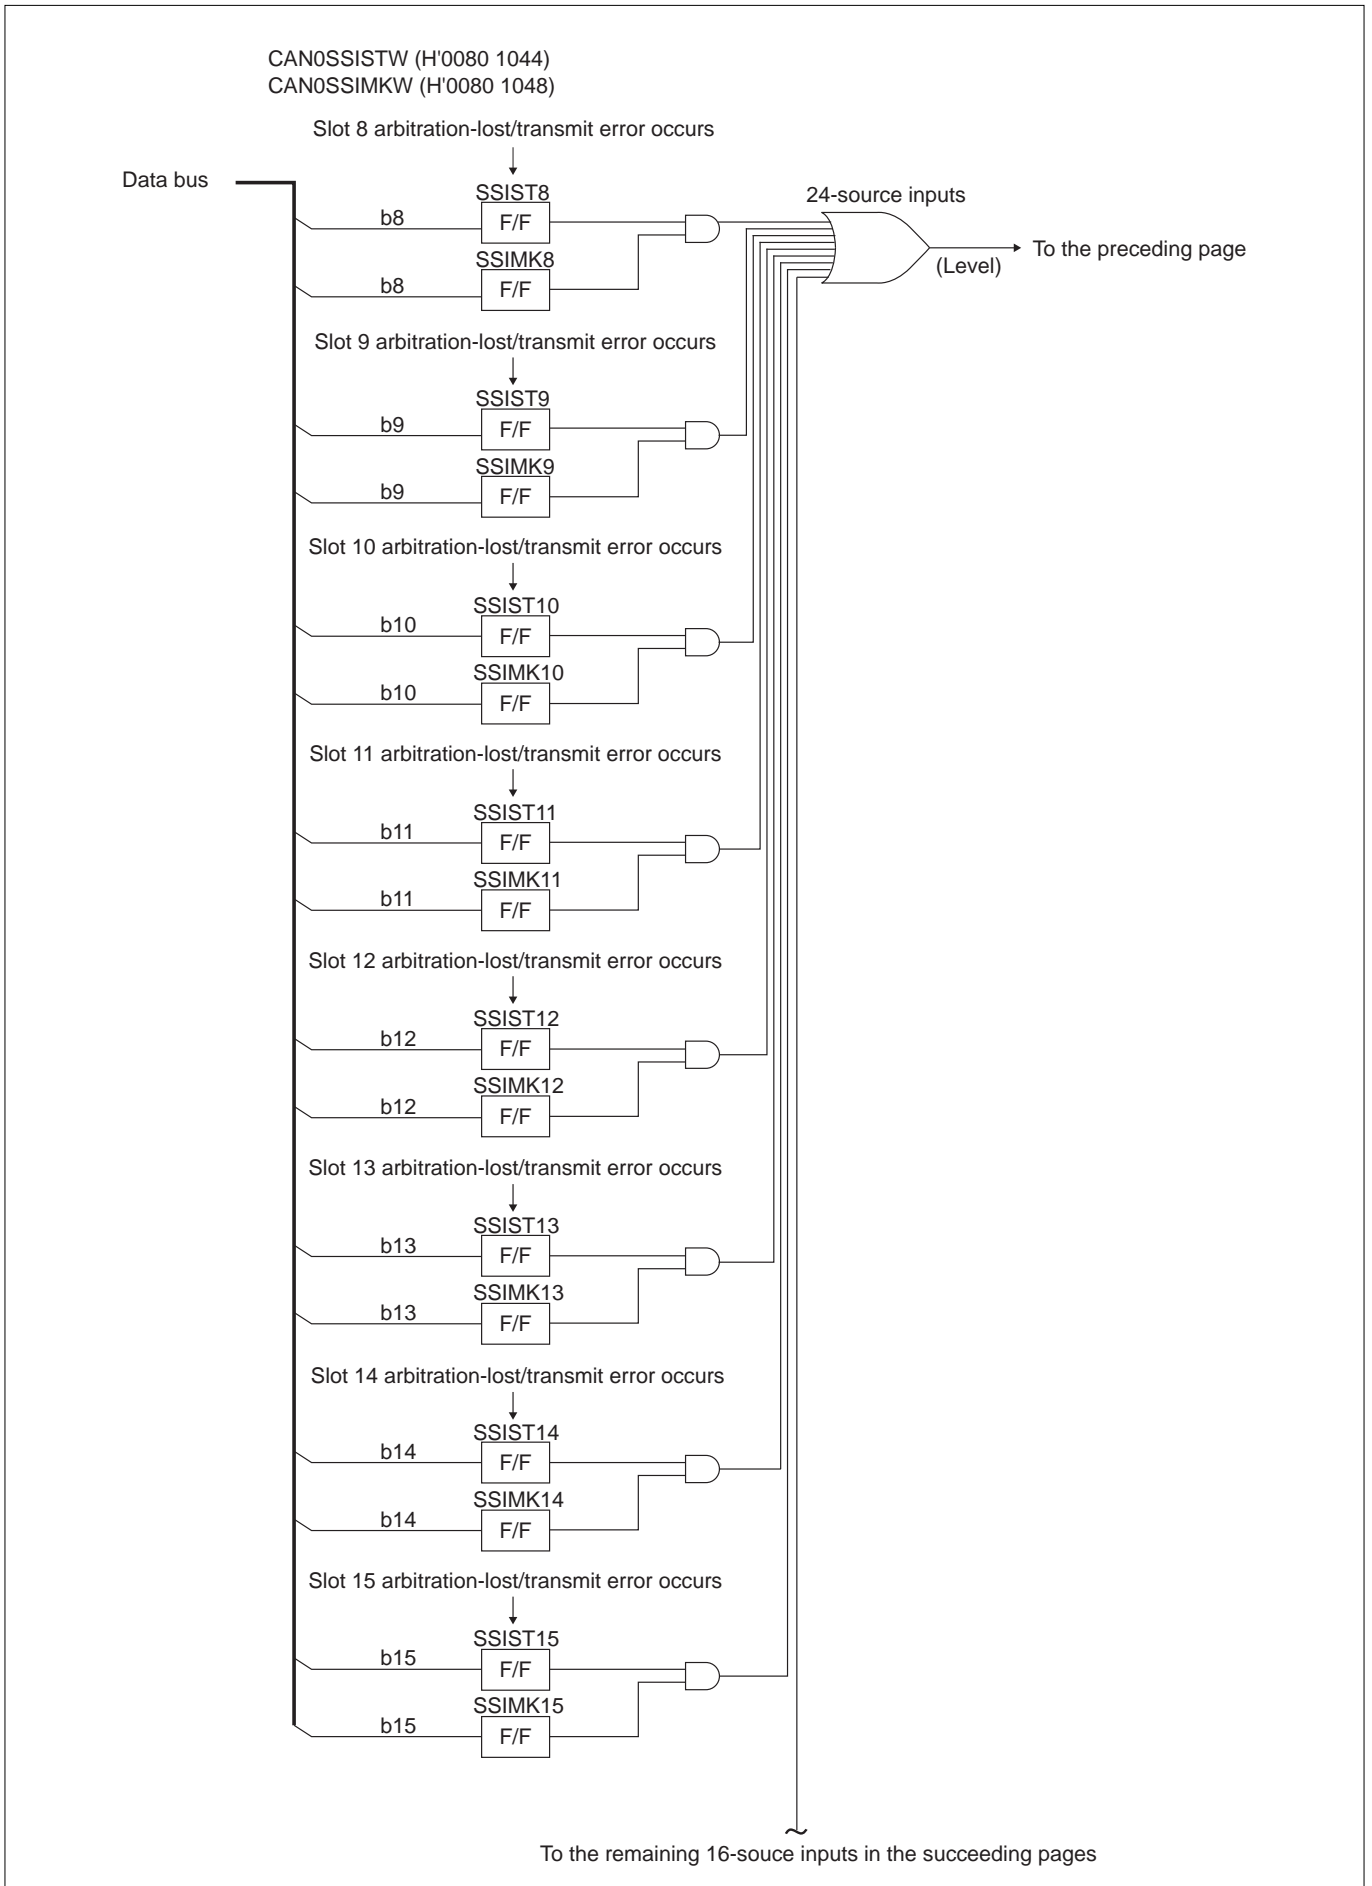 CAN0SSISTW (H'0080 1044)
CAN0SSIMKW (H'0080 1048)
Slot 8 arbitration-lost/transmit error occurs
Data bus
SSIST8
24-source inputs
b8
F/F
To the preceding page
(Level)
SSIMK8
b8
F/F
Slot 9 arbitration-lost/transmit error occurs
SSIST9
b9
F/F
SSIMK9
b9
F/F
Slot 10 arbitration-lost/transmit error occurs
SSIST10
b10
F/F
SSIMK10
b10
F/F
Slot 11 arbitration-lost/transmit error occurs
SSIST11
b11
F/F
SSIMK11
b11
F/F
Slot 12 arbitration-lost/transmit error occurs
SSIST12
b12
F/F
SSIMK12
b12
F/F
Slot 13 arbitration-lost/transmit error occurs
SSIST13
b13
F/F
SSIMK13
b13
F/F
Slot 14 arbitration-lost/transmit error occurs
SSIST14
b14
F/F
SSIMK14
b14
F/F
Slot 15 arbitration-lost/transmit error occurs
SSIST15
b15
F/F
SSIMK15
b15
F/F
To the remaining 16-souce inputs in the succeeding pages